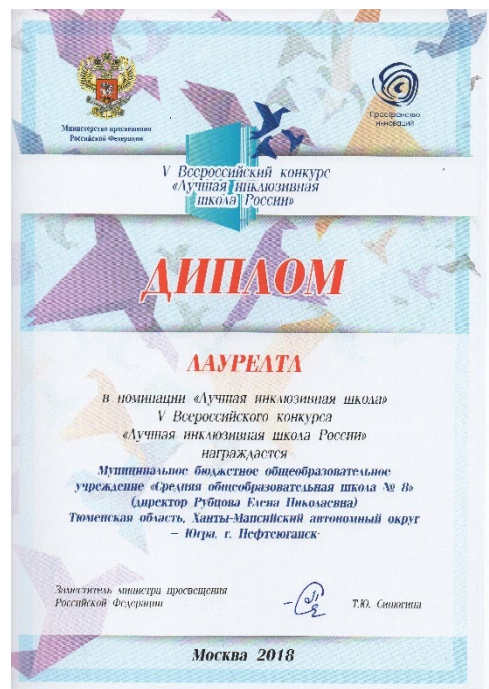 Министерство просвещения
Российской Федерации
Пространство
инноваций
V Всероссийский конкурс
«Лучшая инклюзивная
школа России»
ДИПЛОМ
ЛАУРЕАТА
в номинации «Лучшая инклюзивная школа»
V Всероссийского конкурса
«Лучшая инклюзивная школа России»
награждается
Муниципальное бюджетное общеобразовательное
учреждение «Средняя общеобразовательная школа № 8»
(директор Рубцова Елена Николаевна)
Тюменская область, Ханты-Мансийский автономный округ
– Югра, г. Нефтеюганск
Заместитель министра просвещения
Российской Федерации
Т.Ю. Синюгина
Москва 2018